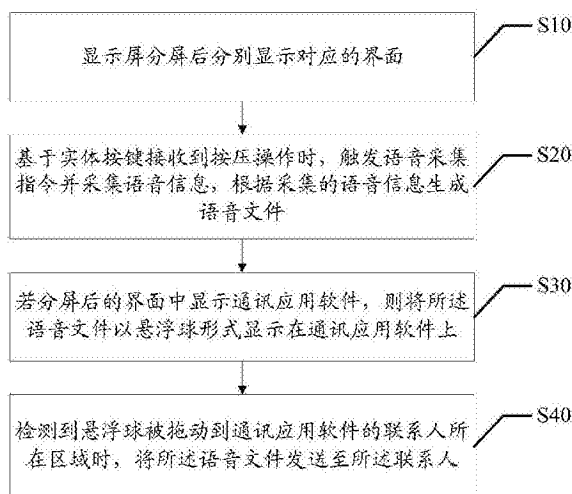 显示屏分屏后分别显示对应的界面
S10
基于实体按键接收到按压操作时，触发语音采集
指令并采集语音信息，根据采集的语音信息生成
语音文件
S20
若分屏后的界面中显示通讯应用软件，则将所述
语音文件以悬浮球形式显示在通讯应用软件上
S30
检测到悬浮球被拖动到通讯应用软件的联系人所
在区域时，将所述语音文件发送至所述联系人
S40